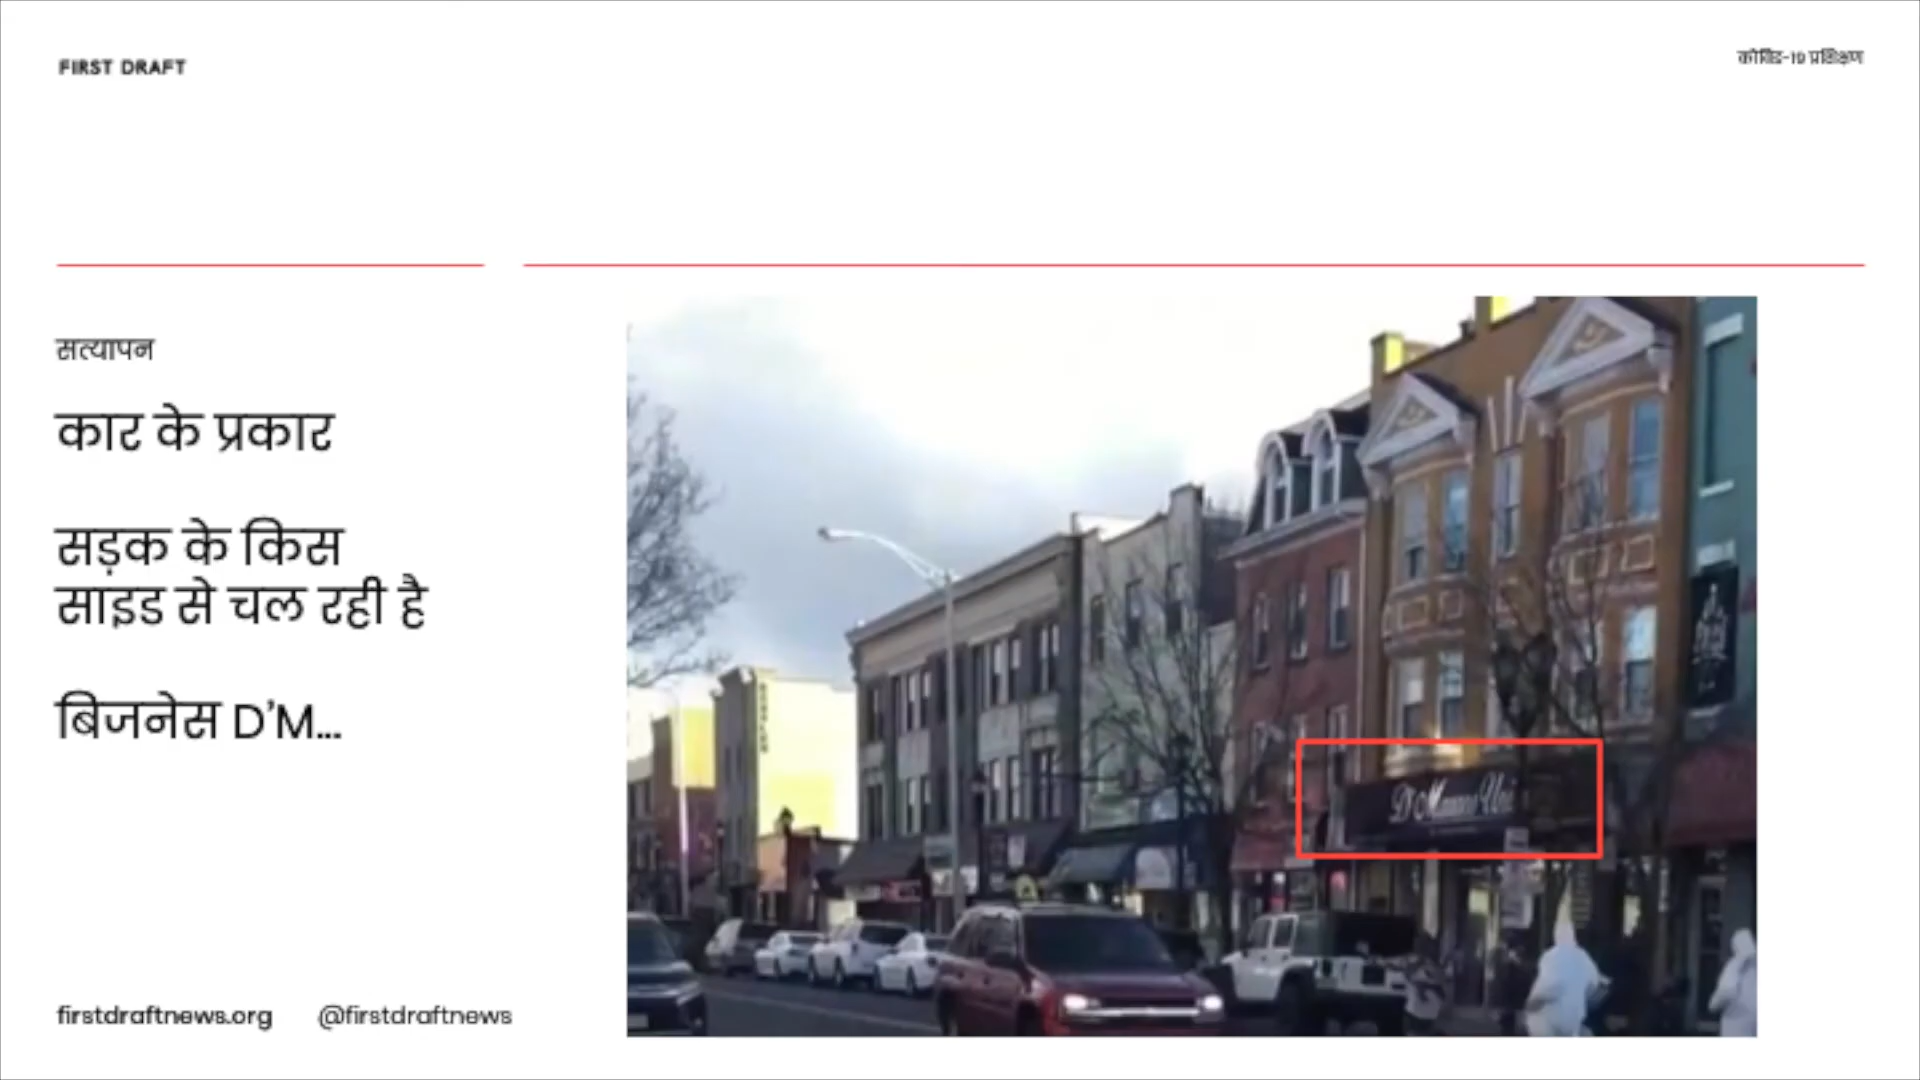 FIRST DRAFT
कोविड-19 प्रशिक्षण
सत्यापन
कार के प्रकार
सड़क के किस
साइड से चल रही है
बिजनेस D’M...
firstdraftnews.org
@firstdraftnews